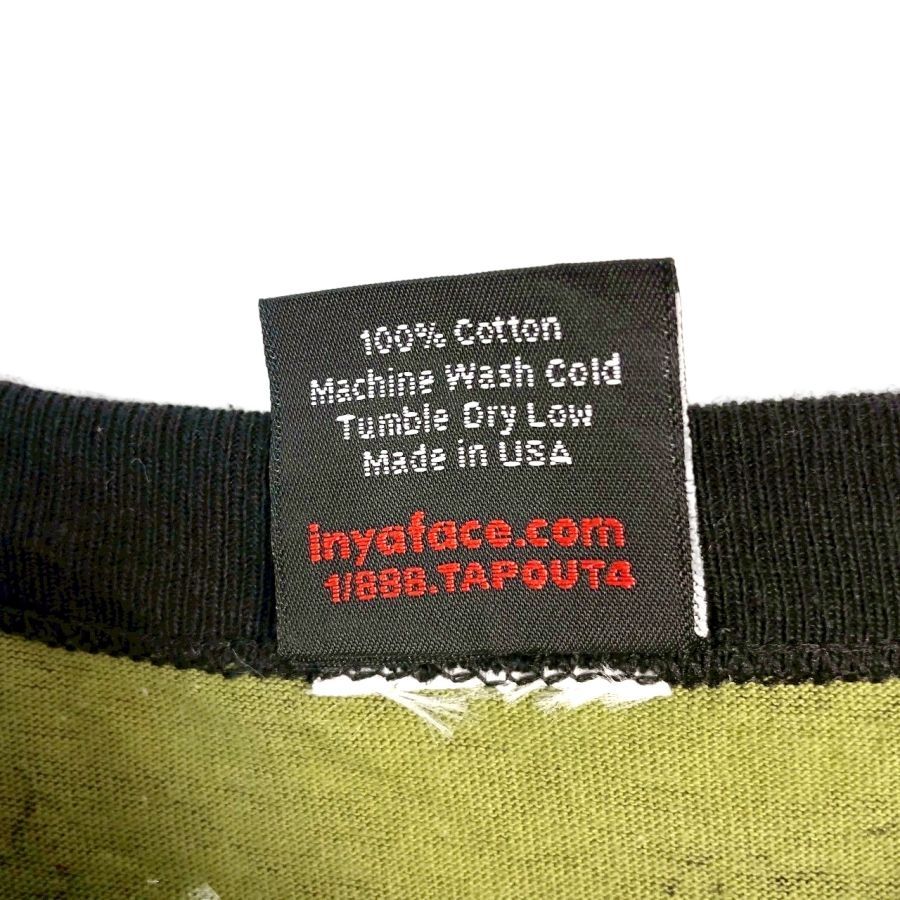 100% Cotton
Machine Wash Cold
Tumble Dry Low
Made in USA
inyaface.com
1/888.TAPOUT4